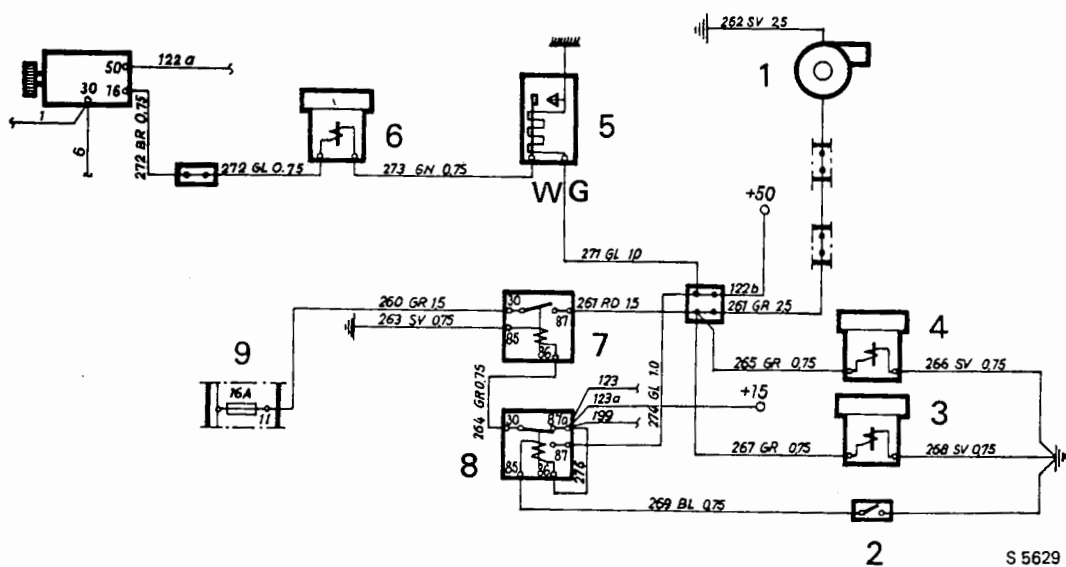 262 SV 2,5
122 a
50
30
76
1
6
272 BR 0,75
272 GL 0,75
6
273 GN 0,75
5
W G
1
+50
271 GL 1,0
122b
261 GR 2,5
260 GR 1,5
263 SV 0,75
30
85
86
87
7
261 RD 1,5
9
16A
11
264 GR 0,75
274 GL 1.0
265 GR 0,75
4
266 SV 0,75
123
123a
199
+15
30
87a
87
85
86
276
8
267 GR 0,75
3
268 SV 0,75
269 BL 0,75
2
S 5629